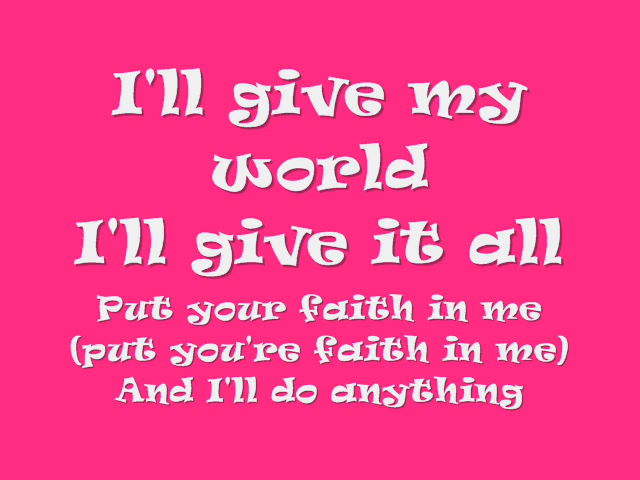 I'll give my
world
I'll give it all
Put your faith in me
(put you're faith in me)
And I'll do anything